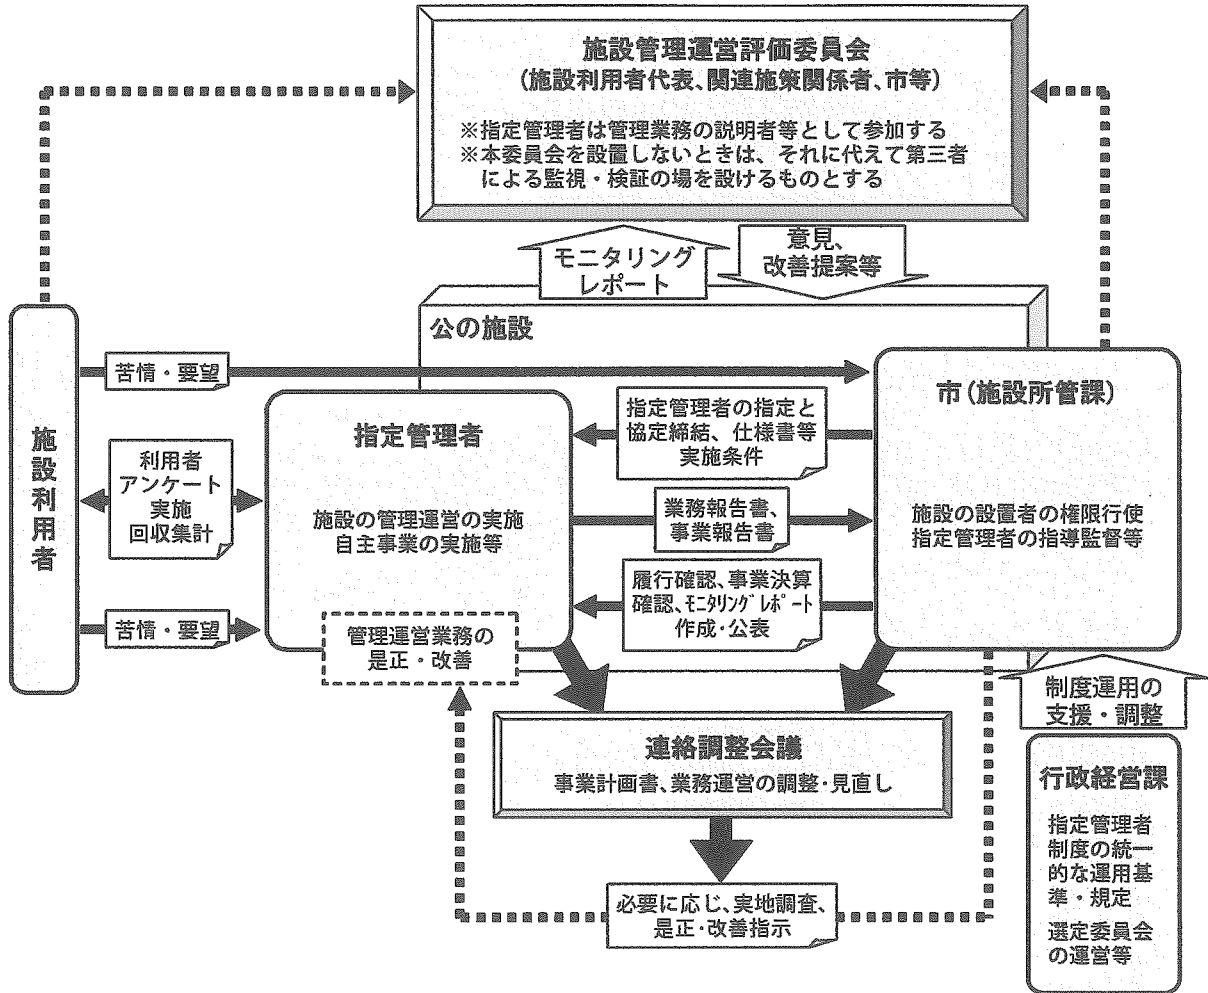 施設管理運営評価委員会
(施設利用者代表、関連施策関係者、市等)
※指定管理者は管理業務の説明者等として参加する
※本委員会を設置しないときは、それに代えて第三者
による監視・検証の場を設けるものとする
モニタリング
レポート
意見、
改善提案等
公の施設
施設利用者
苦情・要望
利用者
アンケート
実施
回収集計
苦情・要望
指定管理者
施設の管理運営の実施
自主事業の実施等
管理運営業務の
是正・改善
指定管理者の指定と
協定締結、仕様書等
実施条件
業務報告書、
事業報告書
履行確認、事業決算
確認、ﾓﾆﾀﾘﾝｸﾞﾚﾎﾟｰﾄ
作成・公表
市(施設所管課)
施設の設置者の権限行使
指定管理者の指導監督等
連絡調整会議
事業計画書、業務運営の調整・見直し
必要に応じ、実地調査、
是正・改善指示
制度運用の
支援・調整
行政経営課
指定管理者
制度の統一
的な運用基
準・規定
選定委員会
の運営等